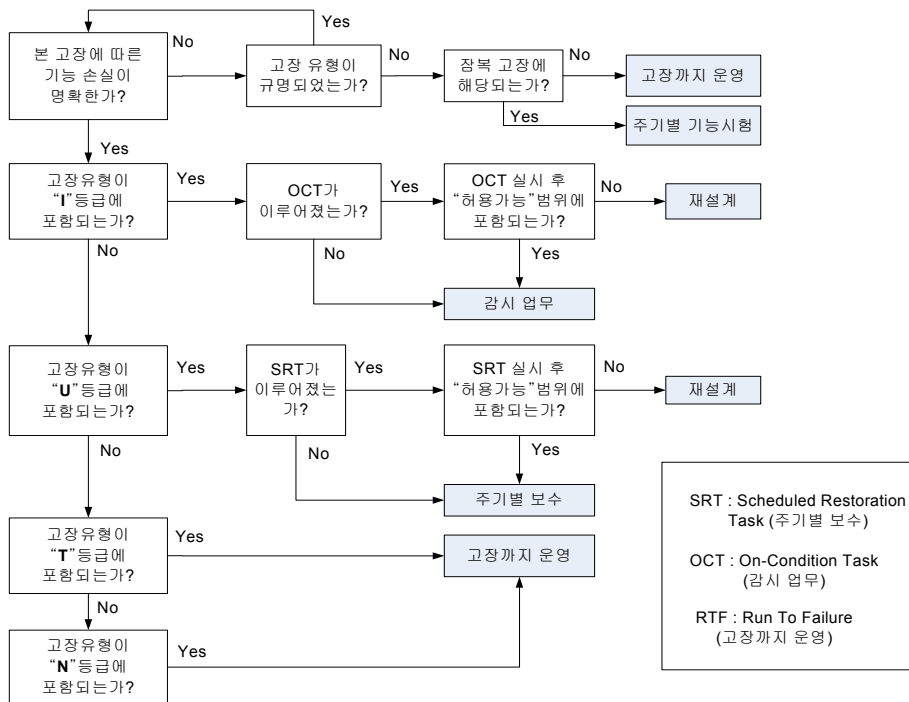 Yes
본 고장에 따른
기능 손실이
명확한가?
No
고장 유형이
규명되었는가?
No
잠복 고장에
해당되는가?
No
고장까지 운영
Yes
주기별 기능시험
Yes
고장유형이
“I”등급에
포함되는가?
Yes
OCT가
이루어졌는가?
Yes
OCT 실시 후
“허용가능”범위에
포함되는가?
No
재설계
No
No
Yes
감시 업무
고장유형이
“U”등급에
포함되는가?
Yes
SRT가
이루어졌는
가?
Yes
SRT 실시 후
“허용가능”범위에
포함되는가?
No
재설계
No
No
Yes
주기별 보수
고장유형이
“T”등급에
포함되는가?
Yes
고장까지 운영
No
고장유형이
“N”등급에
포함되는가?
Yes
SRT : Scheduled Restoration
Task (주기별 보수)
OCT : On-Condition Task
(감시 업무)
RTF : Run To Failure
(고장까지 운영)